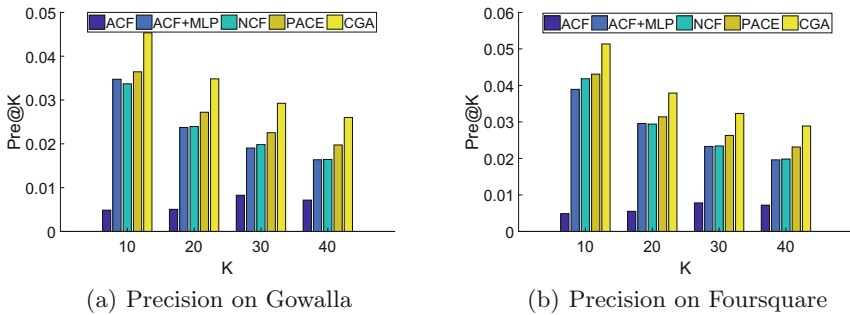 ACF ACF+MLP NCF PACE CGA
0.05
0.04
0.03
0.02
0.01
0
Pre@K
10 20 30 40
K
(a) Precision on Gowalla
ACF ACF+MLP NCF PACE CGA
0.06
0.05
0.04
0.03
0.02
0.01
0
Pre@K
10 20 30 40
K
(b) Precision on Foursquare